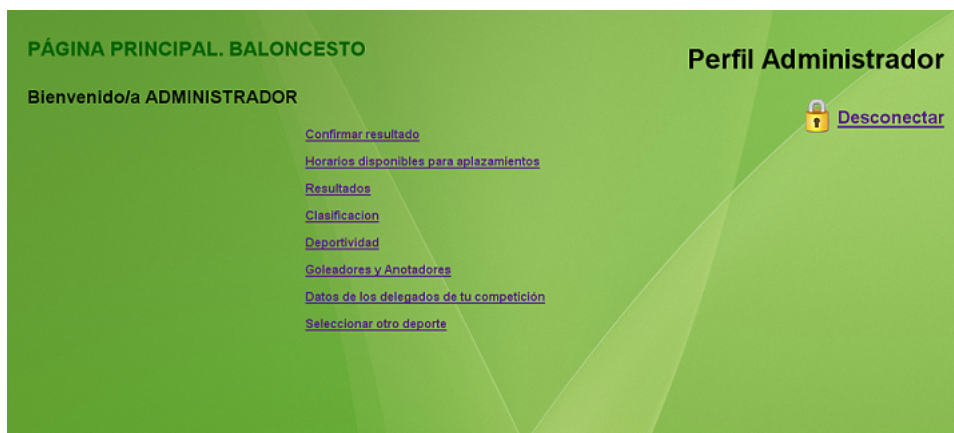 PÁGINA PRINCIPAL. BALONCESTO
Perfil Administrador
Bienvenido/a ADMINISTRADOR
Desconectar
Confirmar resultado
Horarios disponibles para aplazamientos
Resultados
Clasificacion
Deportividad
Goleadores y Anotadores
Datos de los delegados de tu competición
Seleccionar otro deporte